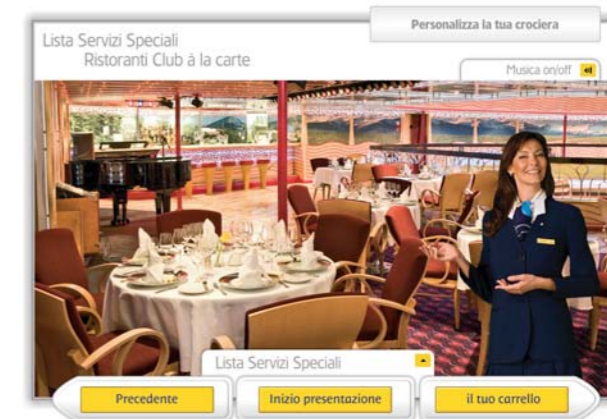 Personalizza la tua crociera
Lista Servizi Speciali
Ristoranti Club à la carte
Musica on/off
Lista Servizi Speciali
Precedente
Inizio presentazione
il tuo carrello